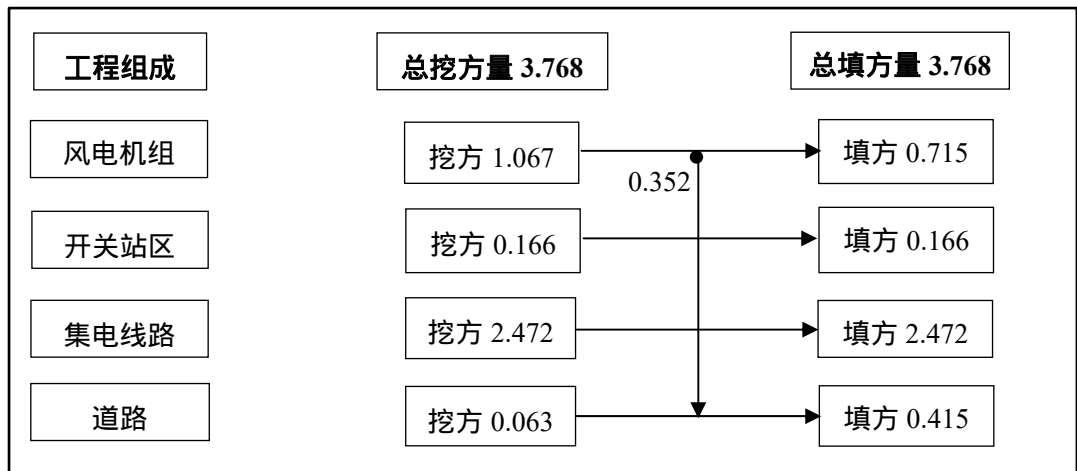 工程组成 总挖方量 3.768 总填方量 3.768
风电机组 挖方 1.067 填方 0.715
0.352
开关站区 挖方 0.166 填方 0.166
集电线路 挖方 2.472 填方 2.472
道路 挖方 0.063 填方 0.415